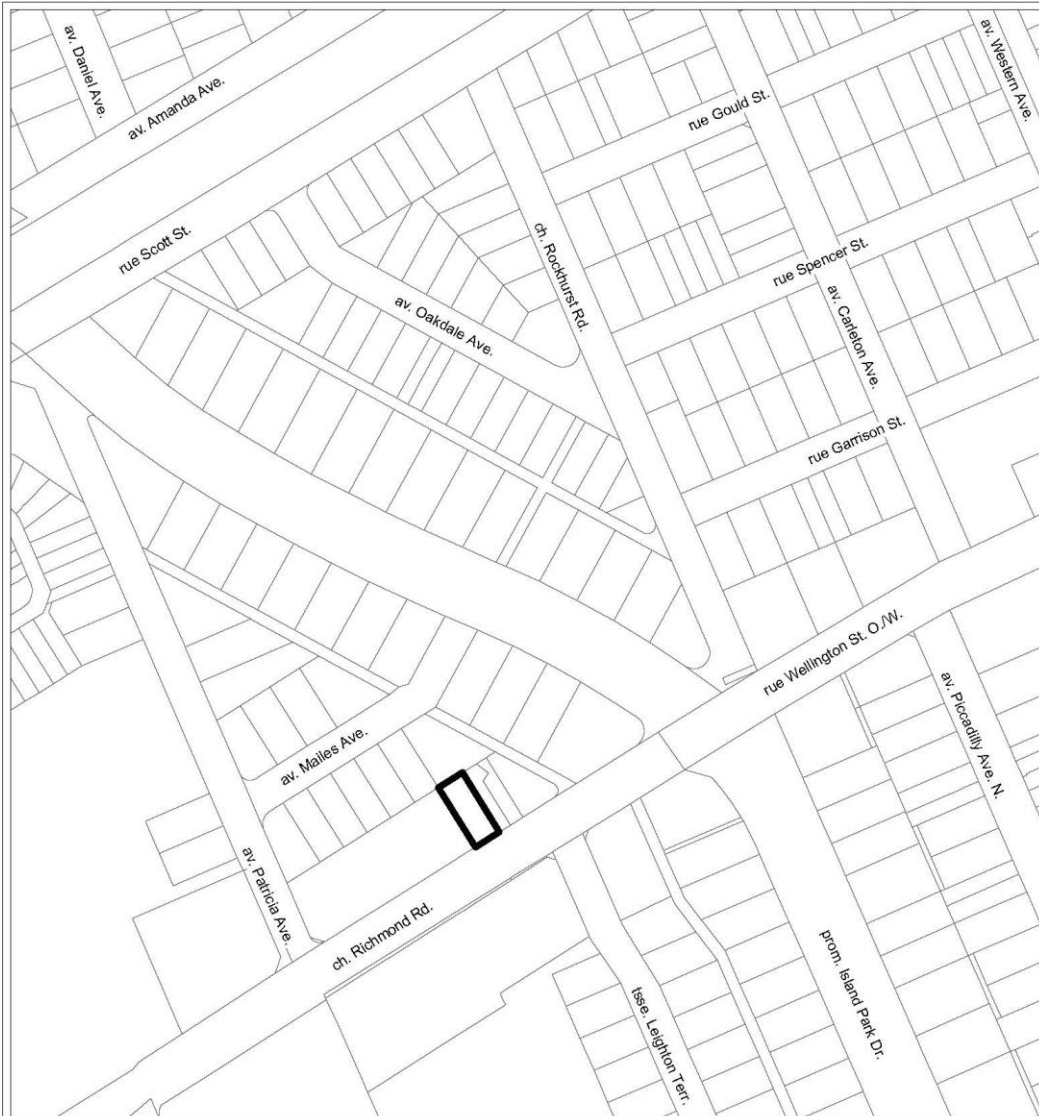 av. Daniel Ave.
av. Amanda Ave.
av. Western Ave.
rue Gould St.
rue Scott St.
ch. Rockhurst Rd.
rue Spencer St.
av. Oakdale Ave.
av. Carleton Ave.
rue Garrison St.
rue Wellington St. O./W.
av. Piccadilly Ave. N.
av. Mailes Ave.
av. Patricia Ave.
ch. Richmond Rd.
prom. Island Park Dr.
tsse. Leighton Terr.